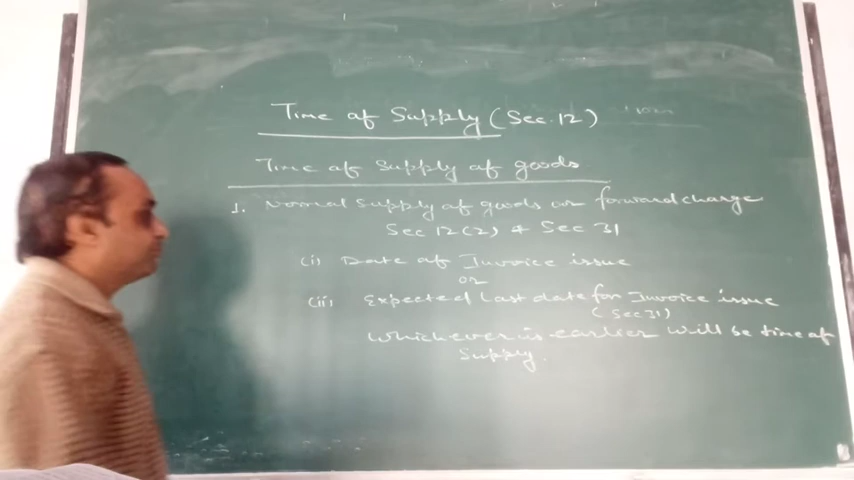 Time of Supply (Sec. 12)
Time of Supply of goods
1. Normal Supply of goods or forward charge
Sec 12(2) & Sec 31
(i) Date of Invoice issue
or
(ii) Expected Last date for Invoice issue
(Sec 31)
Whichever is earlier will be time of
Supply.